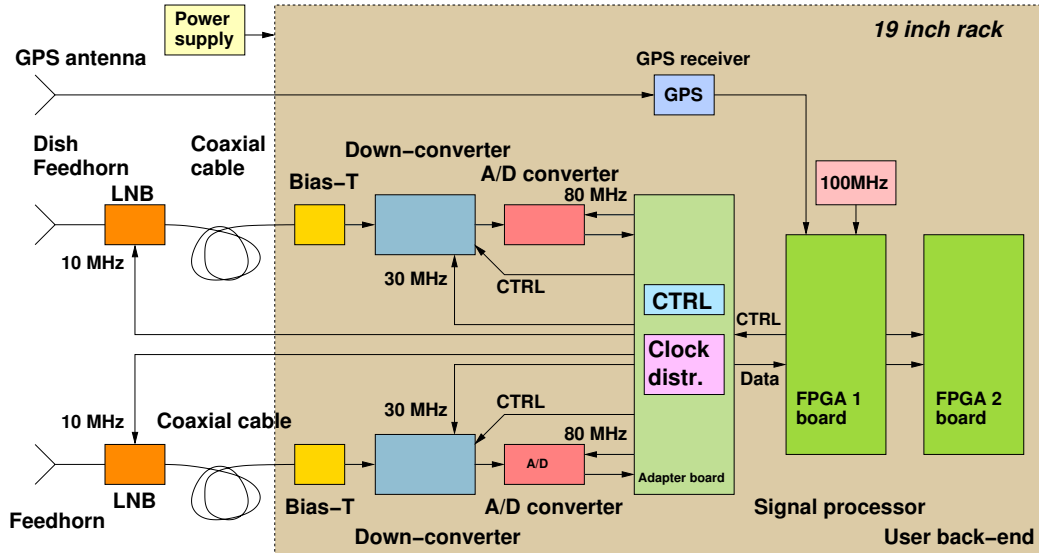 Power
supply
19 inch rack
GPS antenna
GPS receiver
GPS
Dish
Feedhorn
Coaxial
cable
Down−converter
A/D converter
LNB
Bias−T
80 MHz
100MHz
10 MHz
30 MHz
CTRL
CTRL
CTRL
Clock
distr.
Data
FPGA 1
board
FPGA 2
board
10 MHz
Coaxial cable
30 MHz
CTRL
80 MHz
A/D
Adapter board
LNB
Bias−T
A/D converter
Signal processor
Feedhorn
Down−converter
User back−end